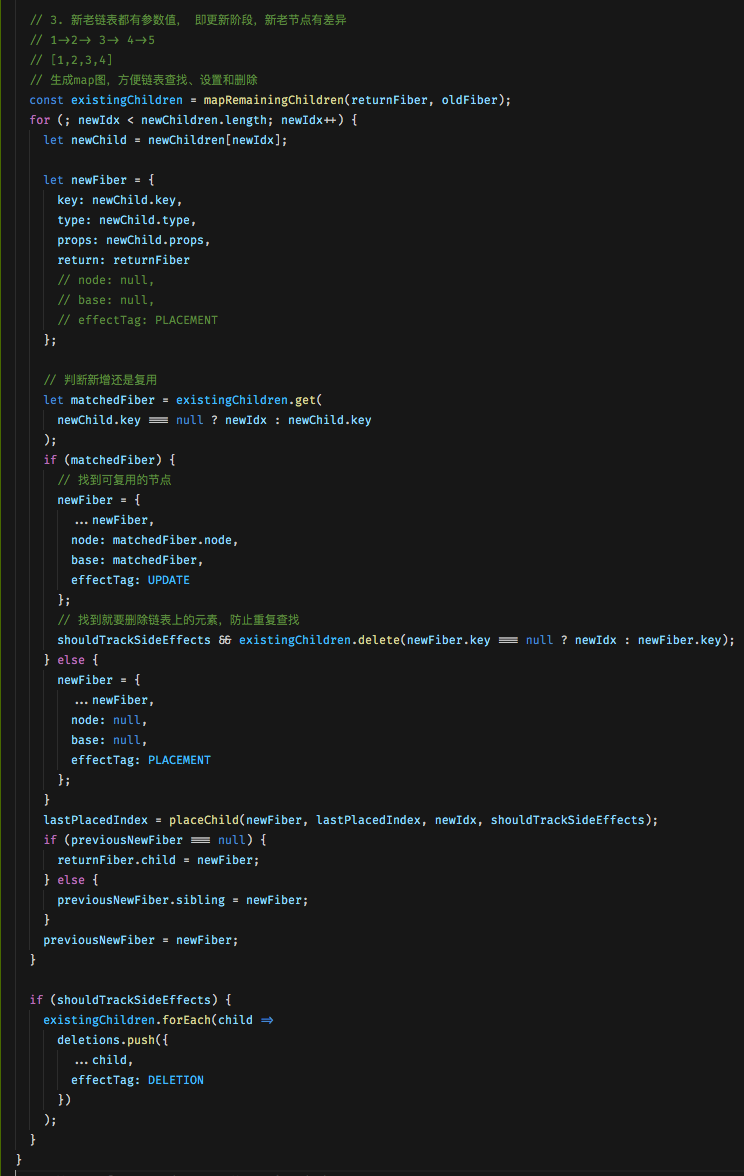 // 3. 新老链表都有参数值， 即更新阶段，新老节点有差异
// 1->2-> 3-> 4->5
// [1,2,3,4]
// 生成map图，方便链表查找、设置和删除
const existingChildren = mapRemainingChildren(returnFiber, oldFiber);
for (; newIdx < newChildren.length; newIdx++) {
let newChild = newChildren[newIdx];
let newFiber = {
key: newChild.key,
type: newChild.type,
props: newChild.props,
return: returnFiber
// node: null,
// base: null,
// effectTag: PLACEMENT
};
// 判断新增还是复用
let matchedFiber = existingChildren.get(
newChild.key === null ? newIdx : newChild.key
);
if (matchedFiber) {
// 找到可复用的节点
newFiber = {
...newFiber,
node: matchedFiber.node,
base: matchedFiber,
effectTag: UPDATE
};
// 找到就要删除链表上的元素，防止重复查找
shouldTrackSideEffects && existingChildren.delete(newFiber.key === null ? newIdx : newFiber.key);
} else {
newFiber = {
...newFiber,
node: null,
base: null,
effectTag: PLACEMENT
};
}
lastPlacedIndex = placeChild(newFiber, lastPlacedIndex, newIdx, shouldTrackSideEffects);
if (previousNewFiber === null) {
returnFiber.child = newFiber;
} else {
previousNewFiber.sibling = newFiber;
}
previousNewFiber = newFiber;
}
if (shouldTrackSideEffects) {
existingChildren.forEach(child =>
deletions.push({
...child,
effectTag: DELETION
})
);
}
}